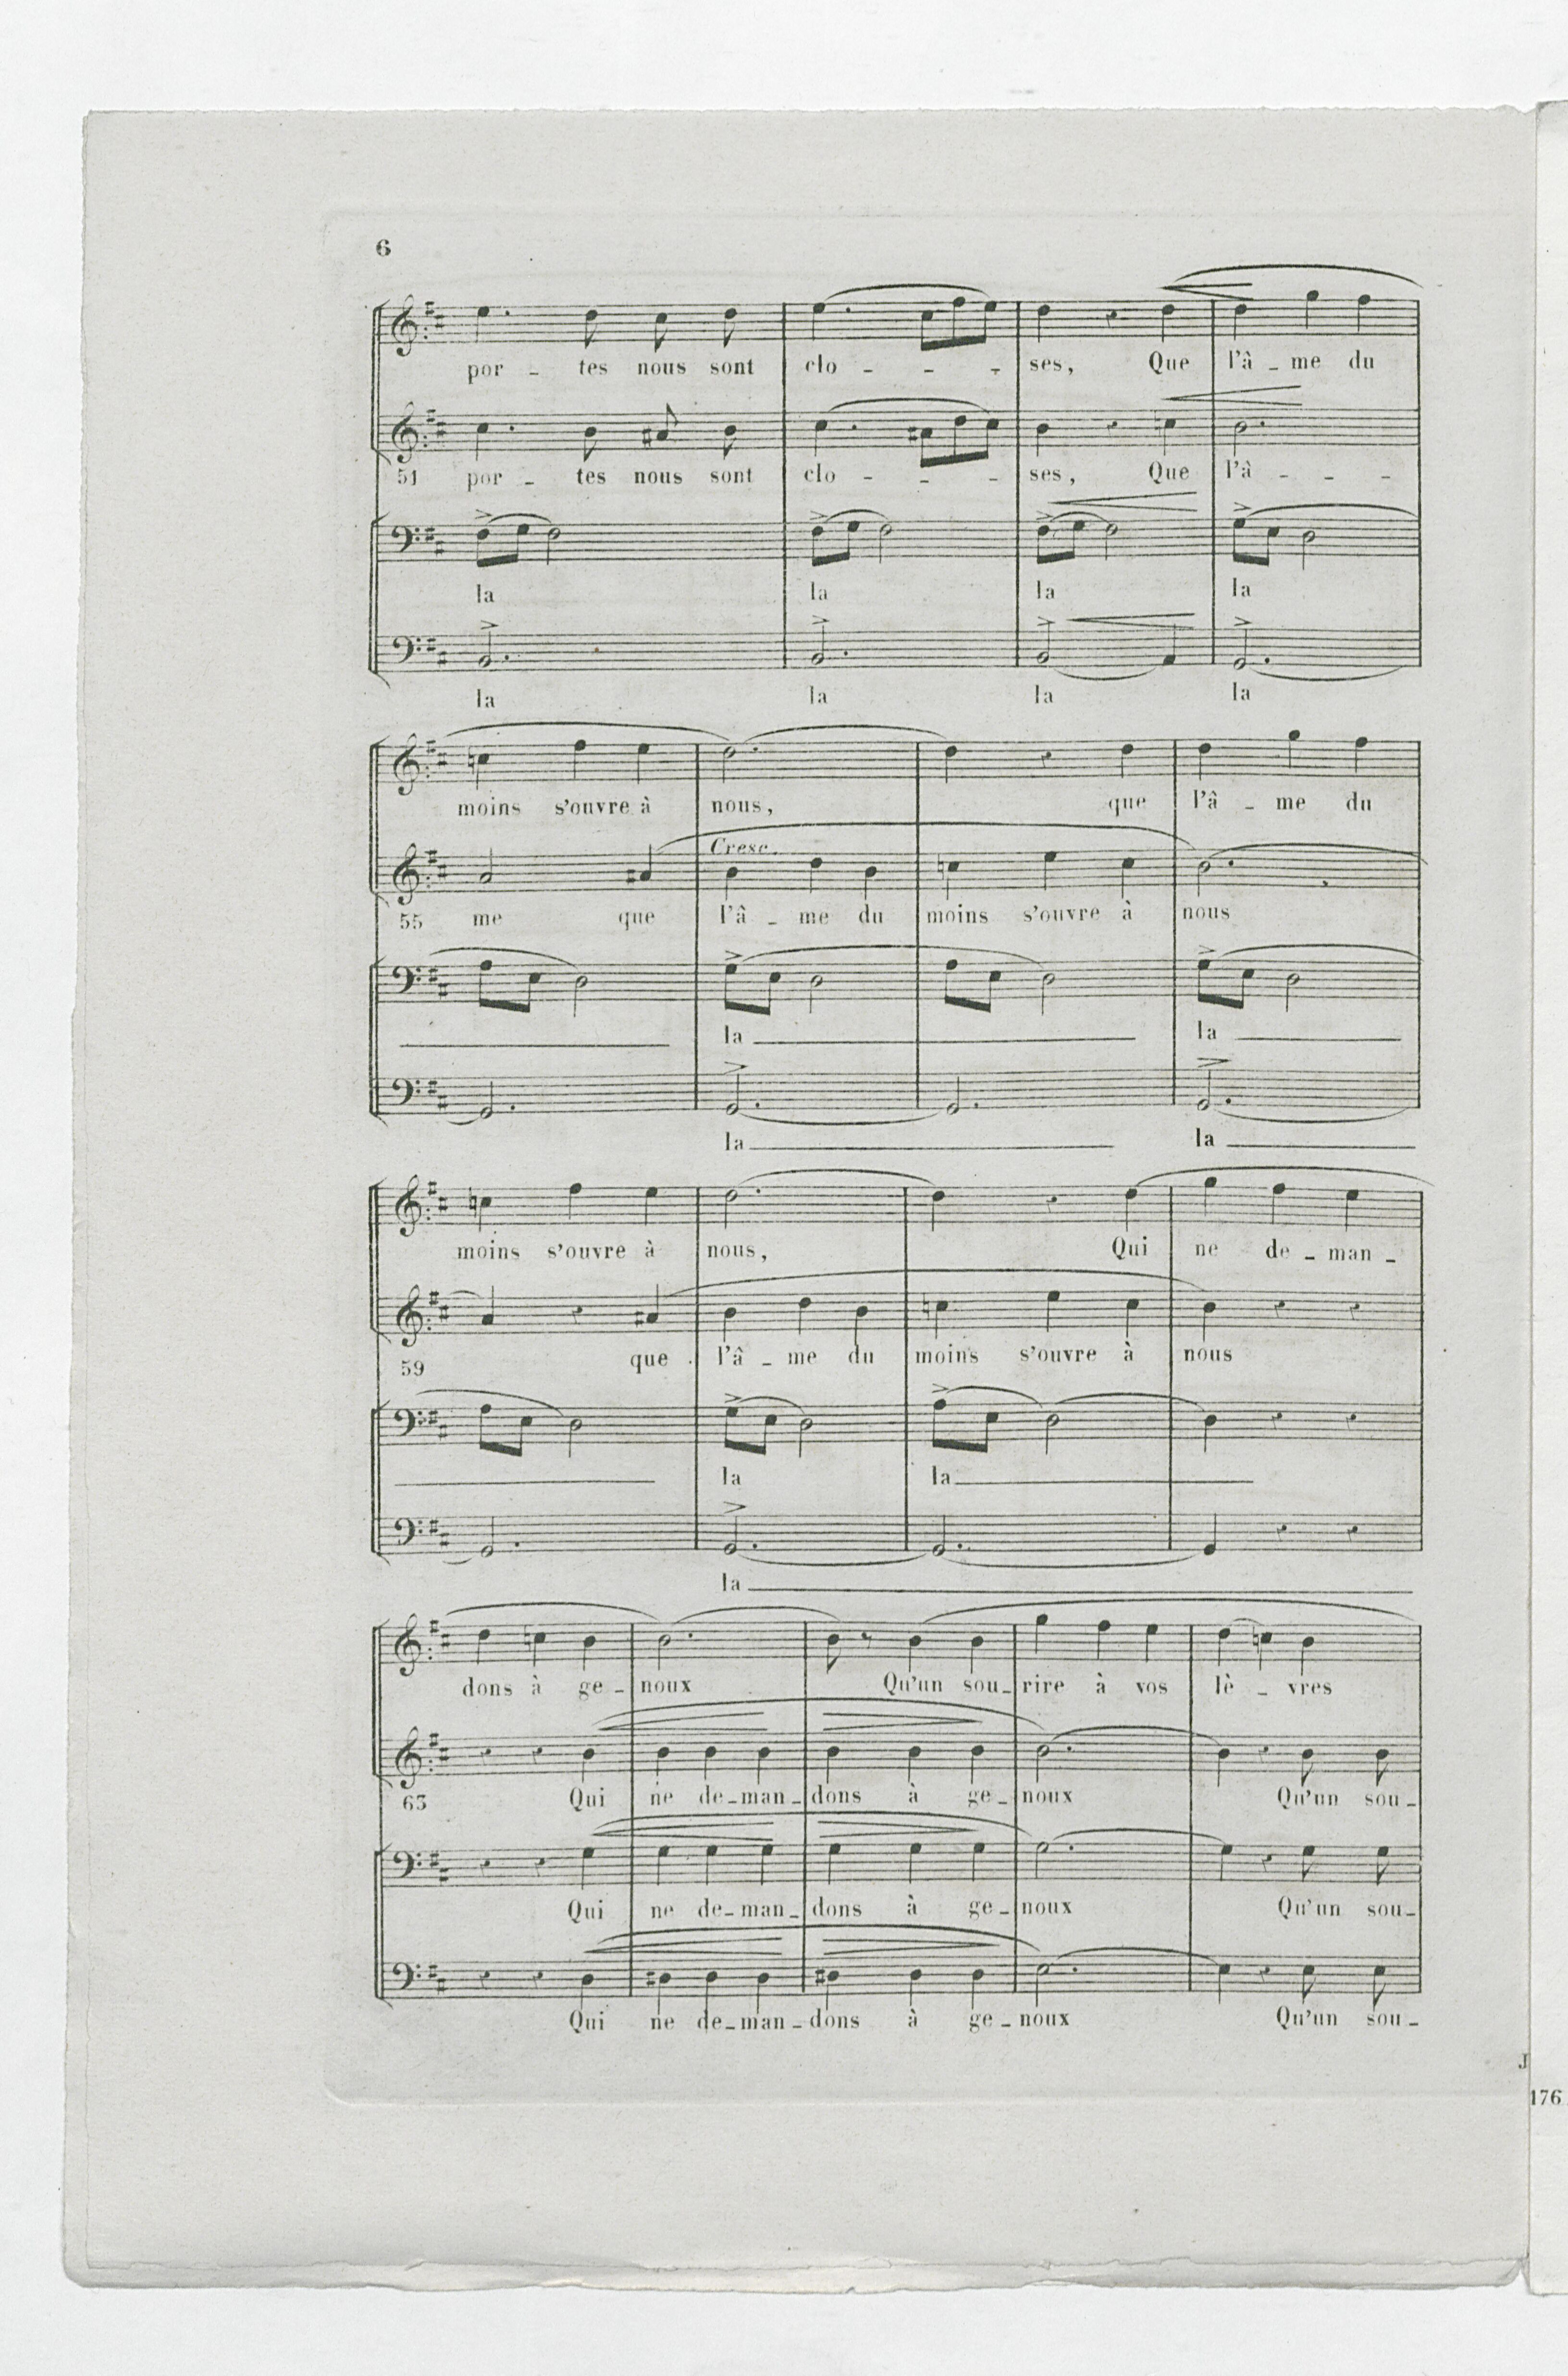 6
por - tes nous sont clo - - - ses, Que l'â - me du
51 por - tes nous sont clo - - - ses, Que l'â - - -
la la la la
la la la la
moins s'ouvre à nous, que l'â - me du
Cresc.
55 me que l'â - me du moins s'ouvre à nous
la la
la la
moins s'ouvre à nous, Qui ne de - man -
59 que l'â - me du moins s'ouvre à nous
la la
la
dons à ge - noux Qu'un sou - rire à vos lè - vres
63 Qui ne de - man - dons à ge - noux Qu'un sou -
Qui ne de - man - dons à ge - noux Qu'un sou -
Qui ne de - man - dons à ge - noux Qu'un sou -
J
176